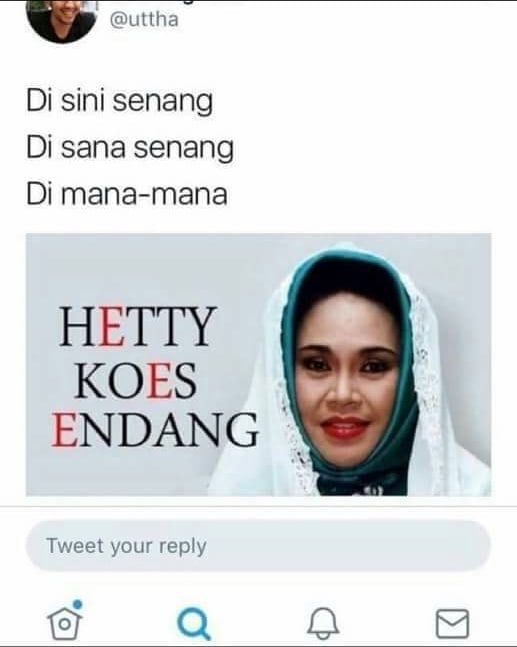 @uttha
Di sini senang
Di sana senang
Di mana-mana
HETTY
KOES
ENDANG
Tweet your reply